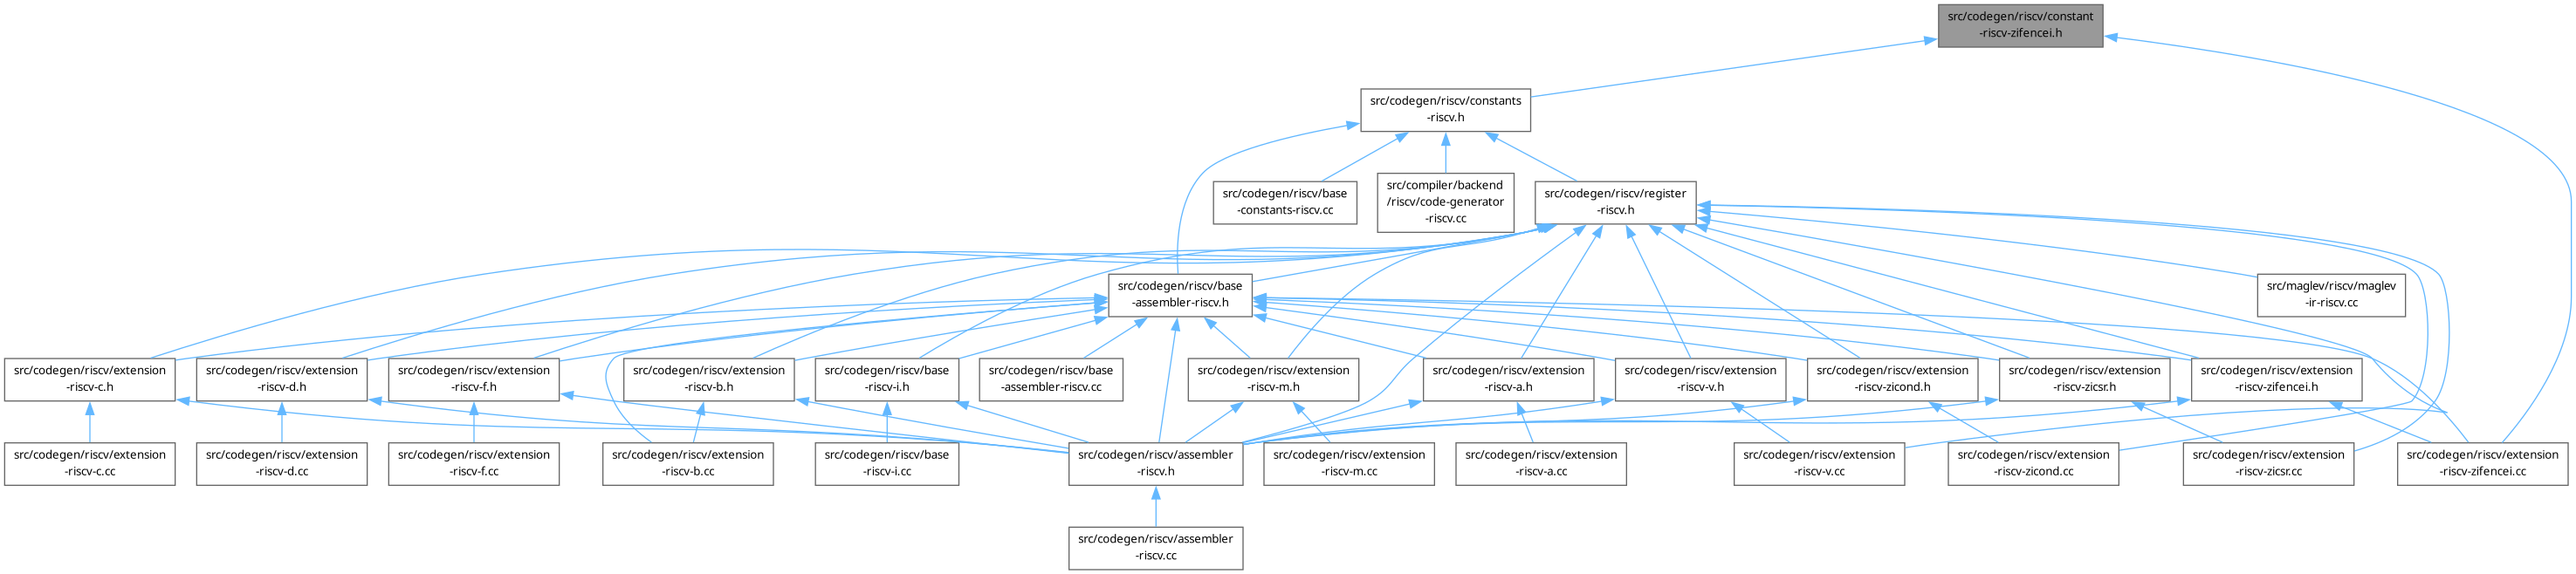 src/codegen/riscv/constant
-riscv-zifencei.h
src/codegen/riscv/constants
-riscv.h
src/codegen/riscv/base
-constants-riscv.cc
src/compiler/backend
/riscv/code-generator
-riscv.cc
src/codegen/riscv/register
-riscv.h
src/codegen/riscv/base
-assembler-riscv.h
src/maglev/riscv/maglev
-ir-riscv.cc
src/codegen/riscv/extension
-riscv-c.h
src/codegen/riscv/extension
-riscv-d.h
src/codegen/riscv/extension
-riscv-f.h
src/codegen/riscv/extension
-riscv-b.h
src/codegen/riscv/base
-riscv-i.h
src/codegen/riscv/base
-assembler-riscv.cc
src/codegen/riscv/extension
-riscv-m.h
src/codegen/riscv/extension
-riscv-a.h
src/codegen/riscv/extension
-riscv-v.h
src/codegen/riscv/extension
-riscv-zicond.h
src/codegen/riscv/extension
-riscv-zicsr.h
src/codegen/riscv/extension
-riscv-zifencei.h
src/codegen/riscv/extension
-riscv-c.cc
src/codegen/riscv/extension
-riscv-d.cc
src/codegen/riscv/extension
-riscv-f.cc
src/codegen/riscv/extension
-riscv-b.cc
src/codegen/riscv/base
-riscv-i.cc
src/codegen/riscv/assembler
-riscv.h
src/codegen/riscv/extension
-riscv-m.cc
src/codegen/riscv/extension
-riscv-a.cc
src/codegen/riscv/extension
-riscv-v.cc
src/codegen/riscv/extension
-riscv-zicond.cc
src/codegen/riscv/extension
-riscv-zicsr.cc
src/codegen/riscv/extension
-riscv-zifencei.cc
src/codegen/riscv/assembler
-riscv.cc